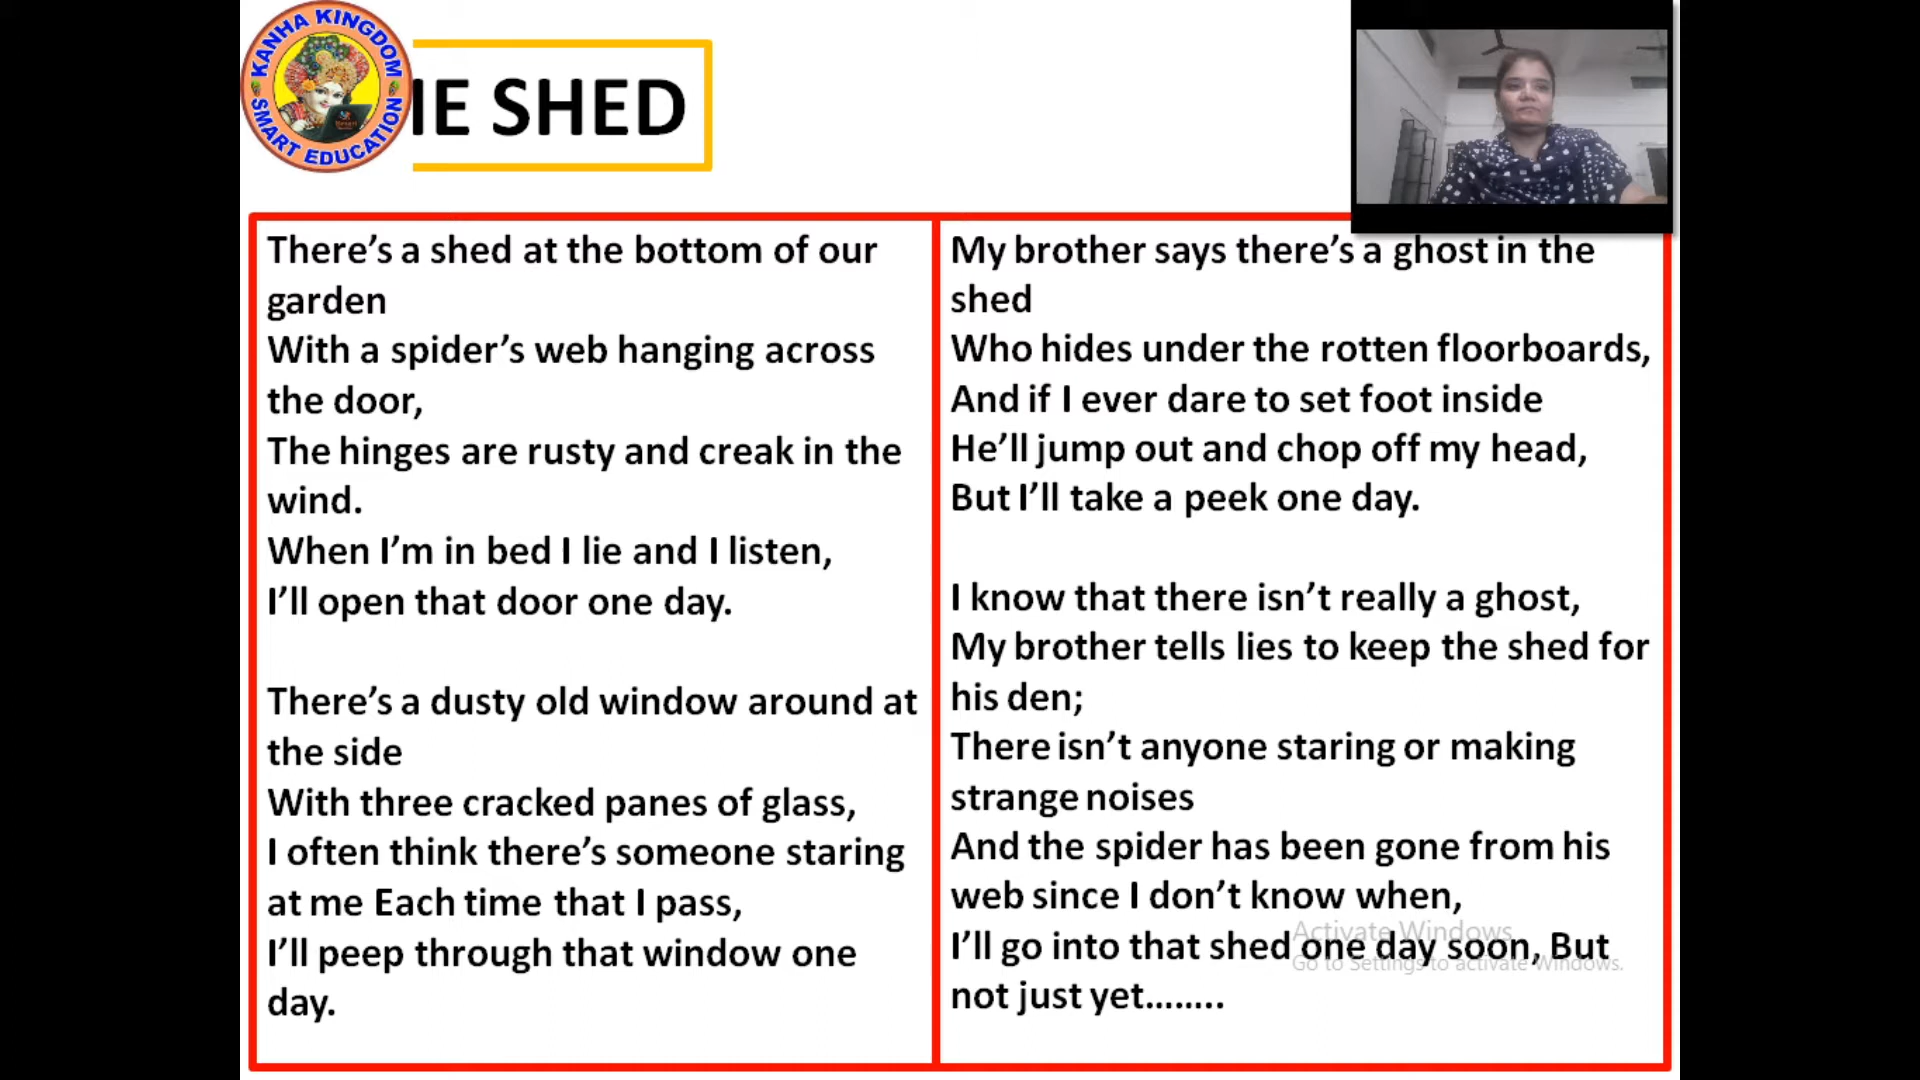 KANHA KINGDOM
SMART EDUCATION
SHED
There's a shed at the bottom of our
garden
With a spider's web hanging across
the door,
The hinges are rusty and creak in the
wind.
When I'm in bed I lie and I listen,
I'll open that door one day.
There's a dusty old window around at
the side
With three cracked panes of glass,
I often think there's someone staring
at me Each time that I pass,
I'll peep through that window one
day.
My brother says there's a ghost in the
shed
Who hides under the rotten floorboards,
And if I ever dare to set foot inside
He'll jump out and chop off my head,
But I'll take a peek one day.
I know that there isn't really a ghost,
My brother tells lies to keep the shed for
his den;
There isn't anyone staring or making
strange noises
And the spider has been gone from his
web since I don't know when,
I'll go into that shed one day soon, But
not just yet........
Activate Windows
Go to Settings to activate Windows.